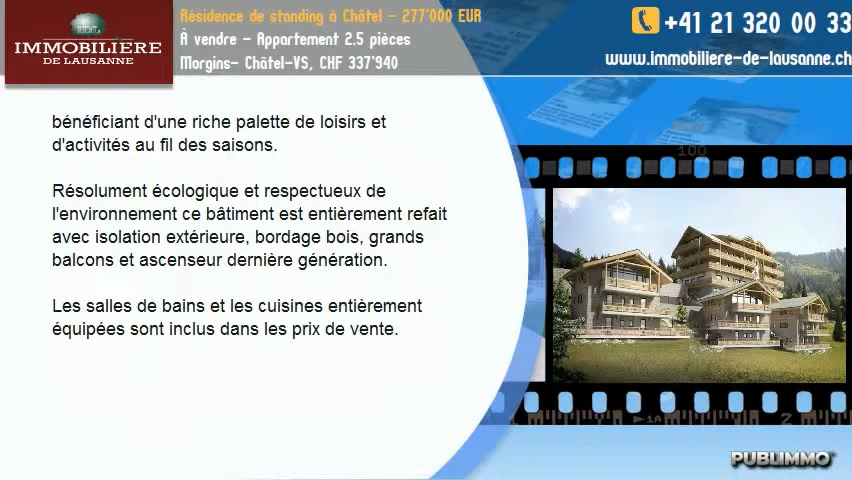 IMMOBILIÈRE
DE LAUSANNE
Résidence de standing à Châtel - 277'000 EUR
À vendre - Appartement 2.5 pièces
Morgins- Châtel-VS, CHF 337'940
+41 21 320 00 33
www.immobiliere-de-lausanne.ch
bénéficiant d'une riche palette de loisirs et
d'activités au fil des saisons.
Résolument écologique et respectueux de
l'environnement ce bâtiment est entièrement refait
avec isolation extérieure, bordage bois, grands
balcons et ascenseur dernière génération.
Les salles de bains et les cuisines entièrement
équipées sont inclus dans les prix de vente.
100
1A
2
PUBLIMMO